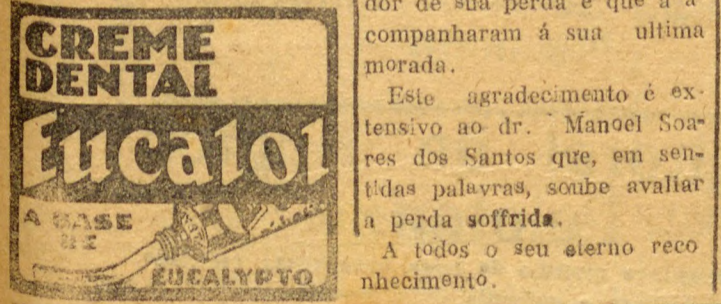 CREME
DENTAL
Eucalol
A BASE
DE
EUCALYPTO
dor de sua perda e que a a-
companharam á sua ultima
morada.
Este agradecimento é ex-
tensivo ao dr. Manoel Soa-
res dos Santos que, em sen-
tidas palavras, soube avaliar
a perda soffrida.
A todos o seu eterno reco
nhecimento.